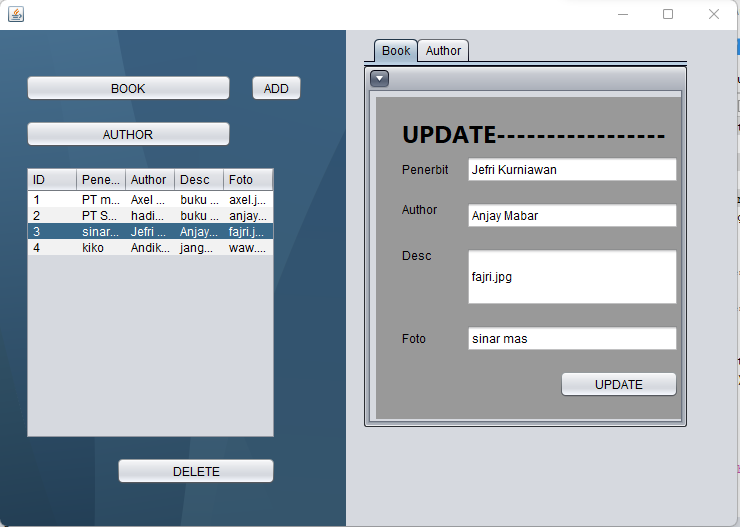 BOOK
ADD
AUTHOR
ID Pene... Author Desc Foto
1 PT m... Axel ... buku ... axel.j...
2 PT S... hadi... buku ... anjay...
3 sinar... Jefri ... Anjay... fajri.j...
4 kiko Andik... jang... waw....
DELETE
Book Author
UPDATE-----------------
Penerbit Jefri Kurniawan
Author Anjay Mabar
Desc fajri.jpg
Foto sinar mas
UPDATE